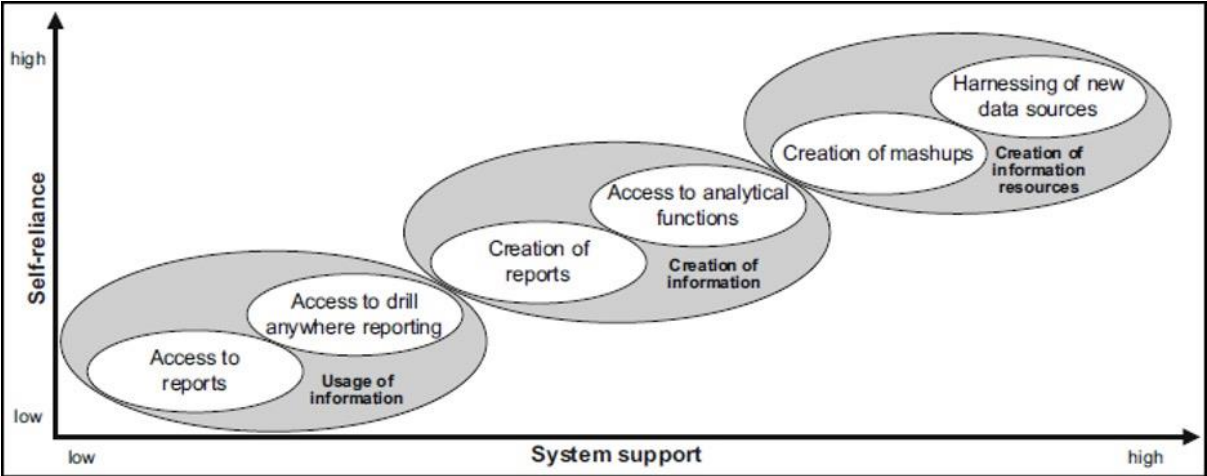 high
Harnessing of new
data sources
Creation of mashups
Creation of
information
resources
Access to analytical
functions
Creation of
reports
Creation of
information
Self-reliance
Access to drill
anywhere reporting
Access to
reports
Usage of
information
low
low
System support
high